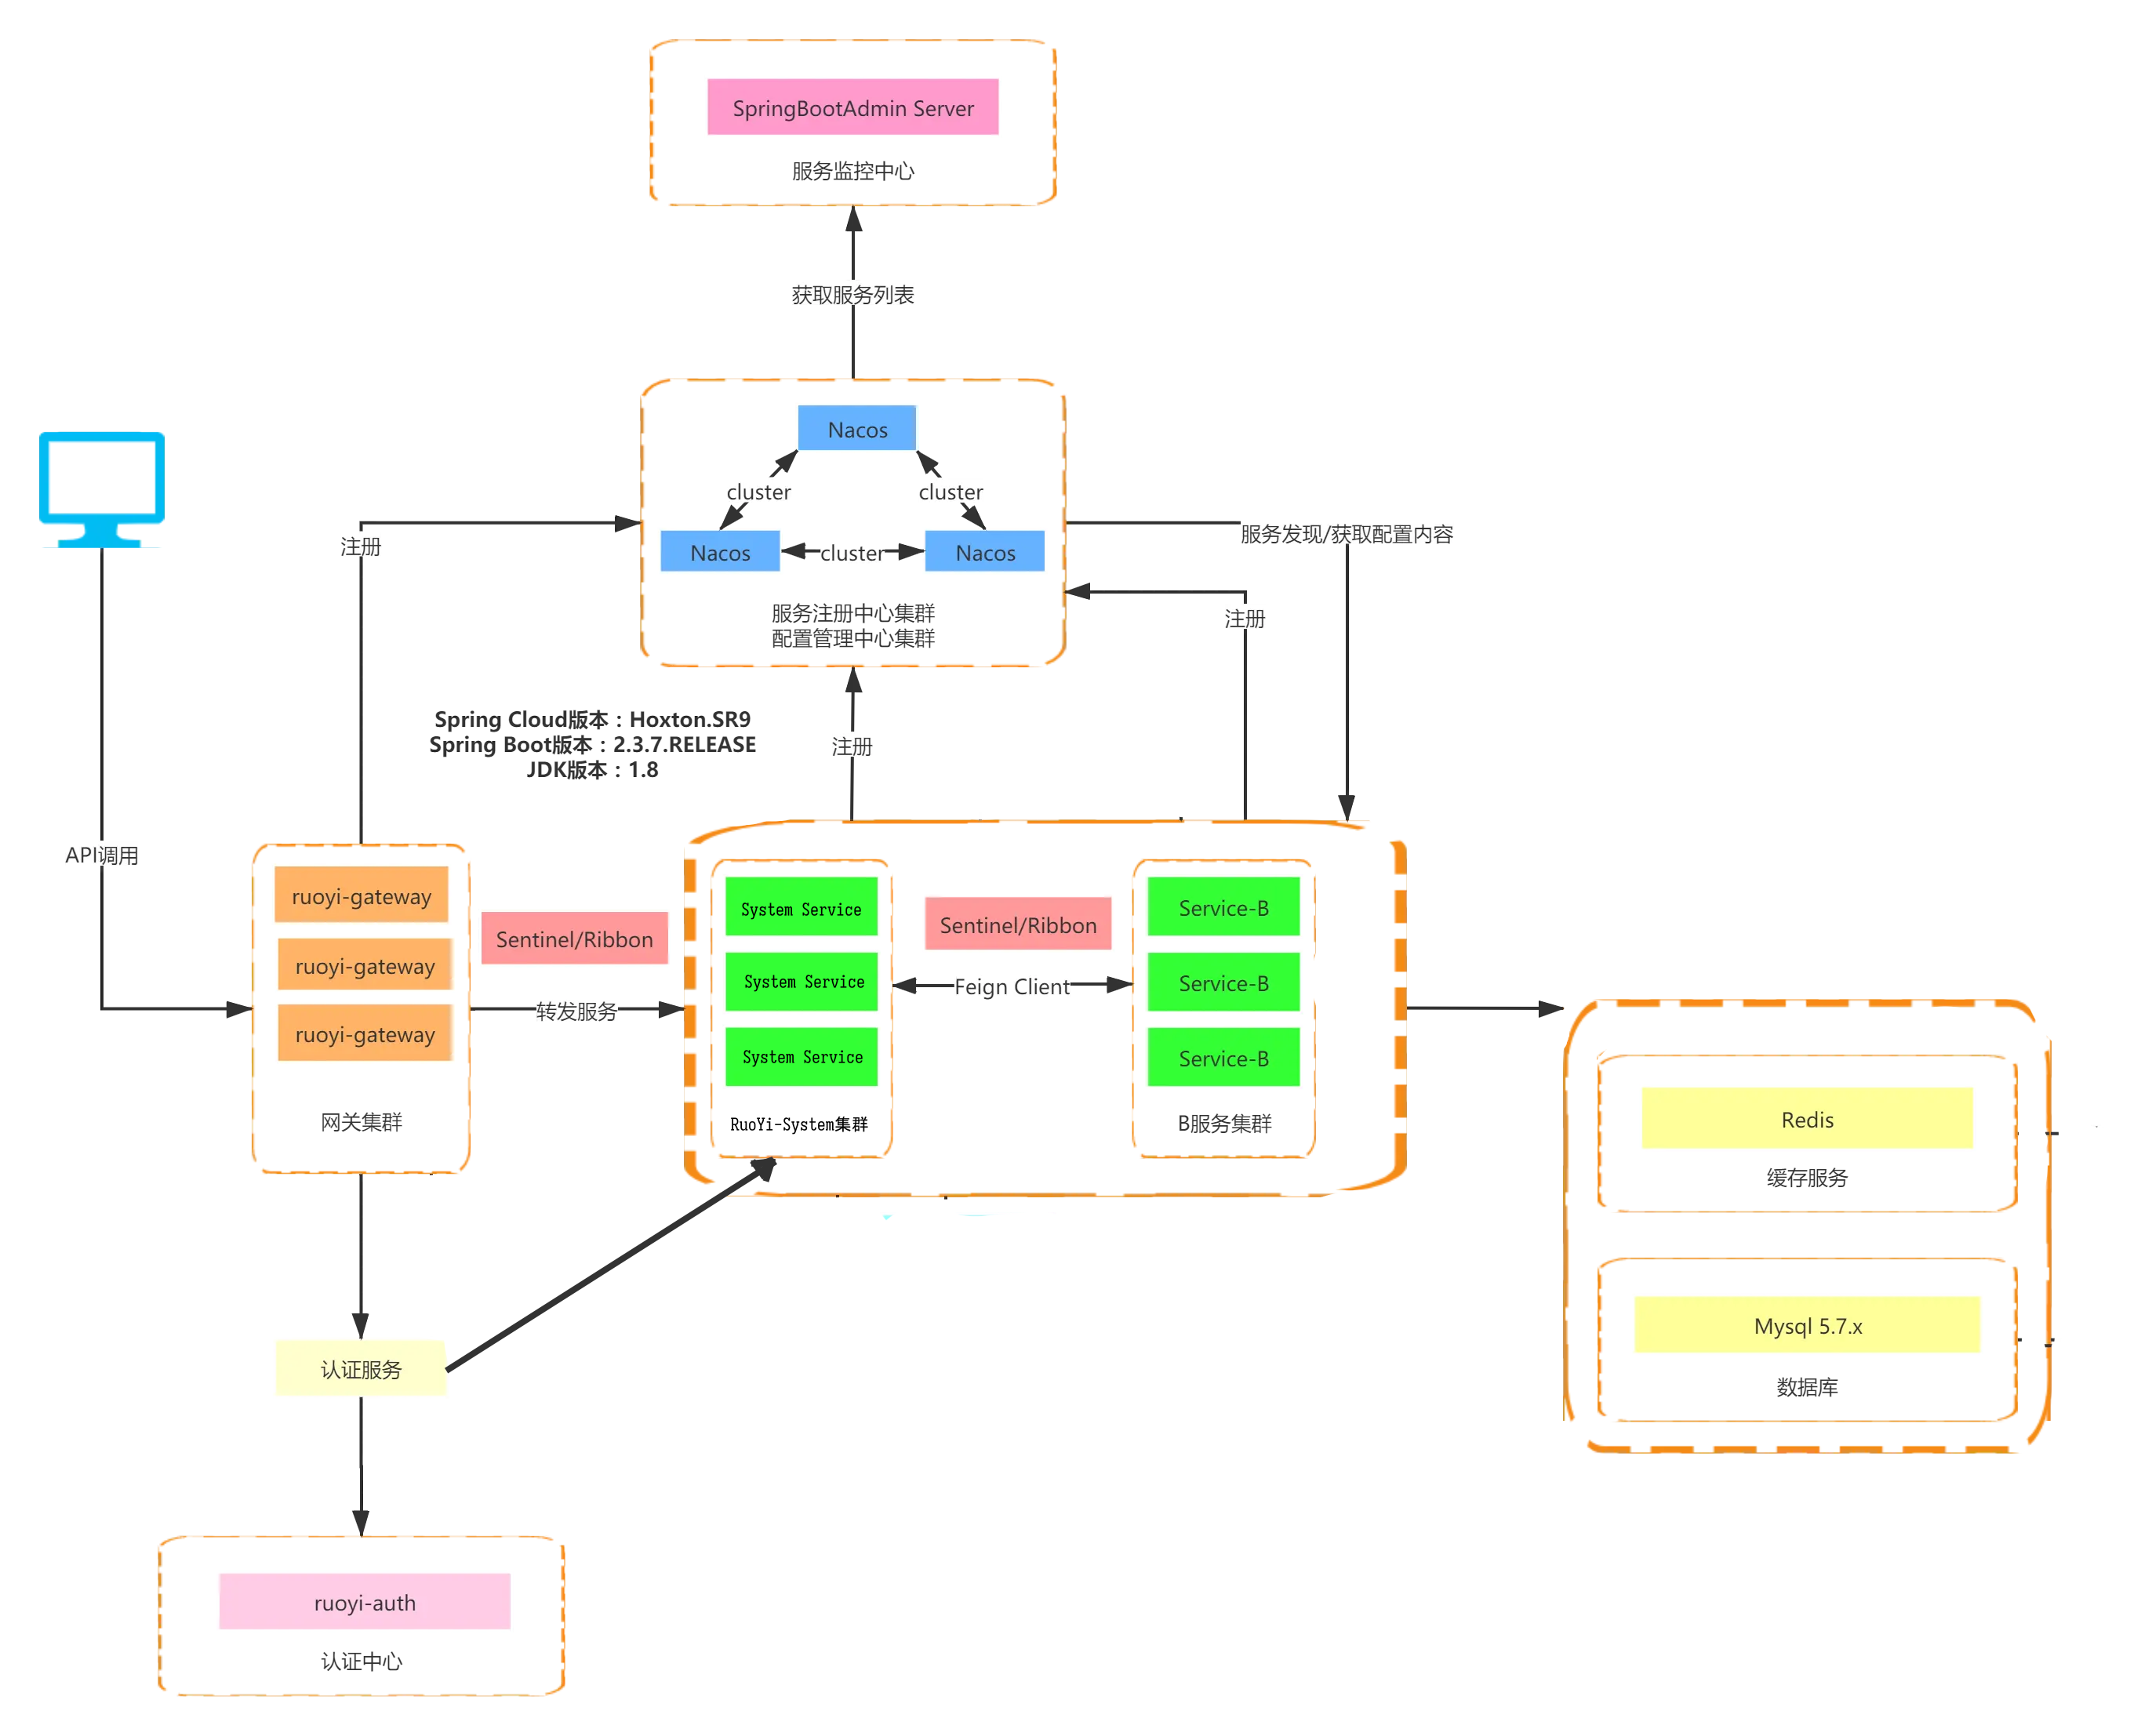 SpringBootAdmin Server
服务监控中心
获取服务列表
Nacos
cluster
cluster
Nacos
cluster
Nacos
服务注册中心集群
配置管理中心集群
注册
服务发现/获取配置内容
注册
Spring Cloud版本：Hoxton.SR9
Spring Boot版本：2.3.7.RELEASE
JDK版本：1.8
注册
API调用
ruoyi-gateway
ruoyi-gateway
ruoyi-gateway
网关集群
Sentinel/Ribbon
转发服务
System Service
System Service
System Service
RuoYi-System集群
Sentinel/Ribbon
Feign Client
Service-B
Service-B
Service-B
B服务集群
Redis
缓存服务
Mysql 5.7.x
数据库
认证服务
ruoyi-auth
认证中心